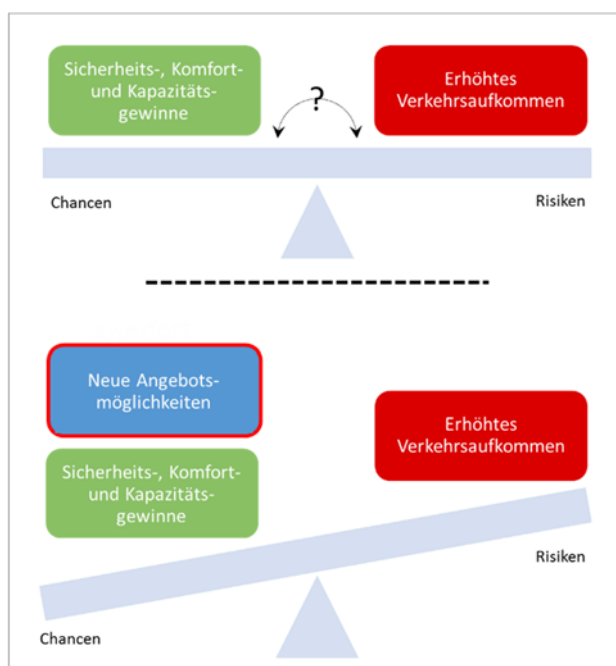 Sicherheits-, Komfort-
und Kapazitäts-
gewinne
?
Erhöhtes
Verkehrsaufkommen
Chancen
Risiken
Neue Angebots-
möglichkeiten
Erhöhtes
Verkehrsaufkommen
Sicherheits-, Komfort-
und Kapazitäts-
gewinne
Risiken
Chancen